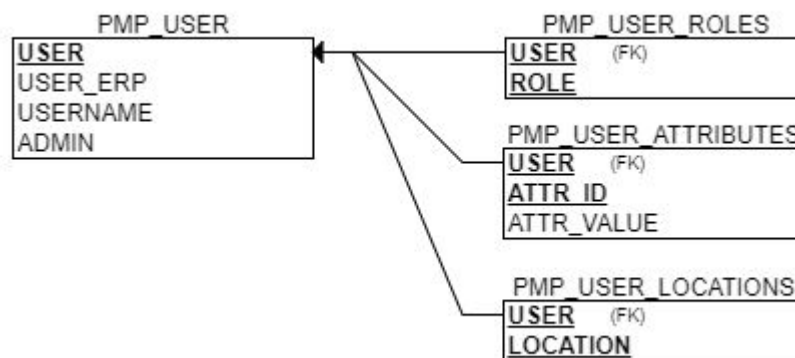 PMP_USER
USER
USER_ERP
USERNAME
ADMIN
PMP_USER_ROLES
USER (FK)
ROLE
PMP_USER_ATTRIBUTES
USER (FK)
ATTR_ID
ATTR_VALUE
PMP_USER_LOCATIONS
USER (FK)
LOCATION